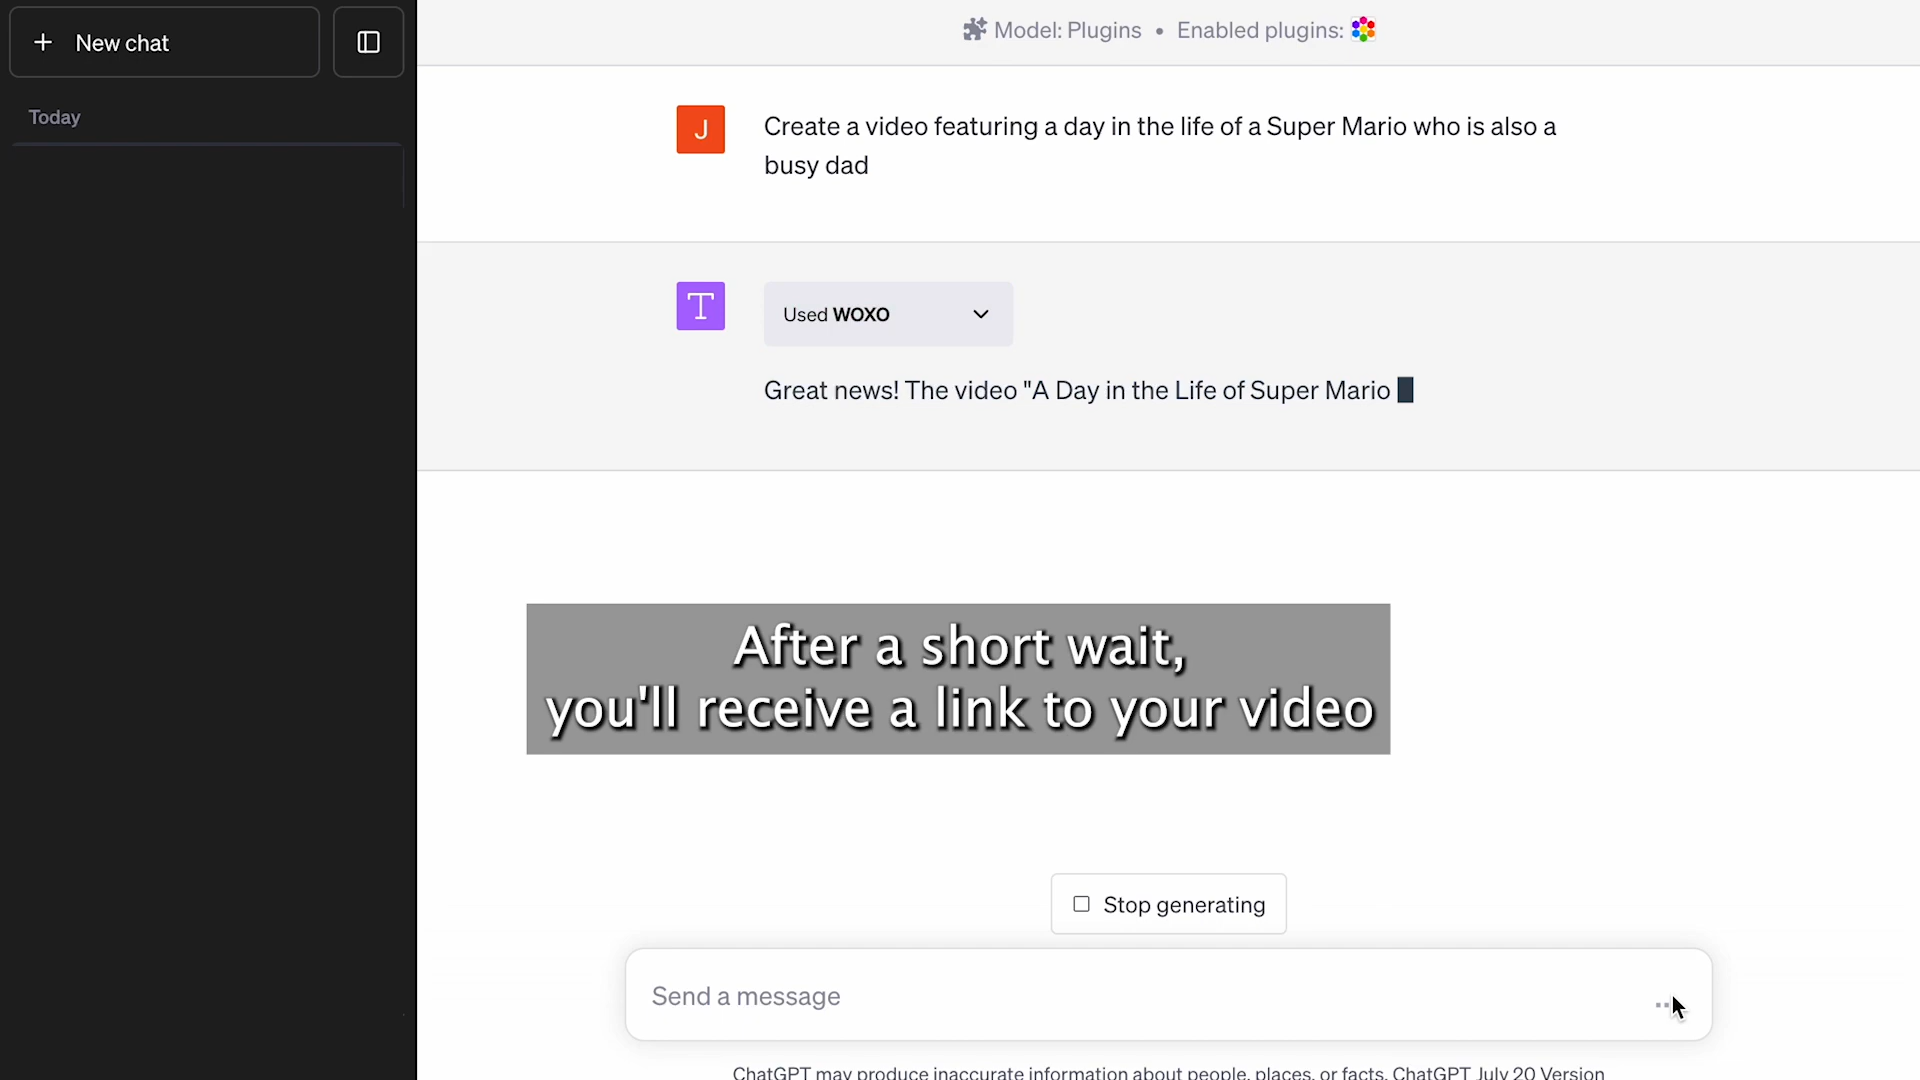 New chat
Today
Model: Plugins • Enabled plugins:
J
Create a video featuring a day in the life of a Super Mario who is also a
busy dad
T
Used WOXO
Great news! The video "A Day in the Life of Super Mario
After a short wait,
you'll receive a link to your video
Stop generating
Send a message
ChatGPT may produce inaccurate information about people, places, or facts. ChatGPT July 20 Version